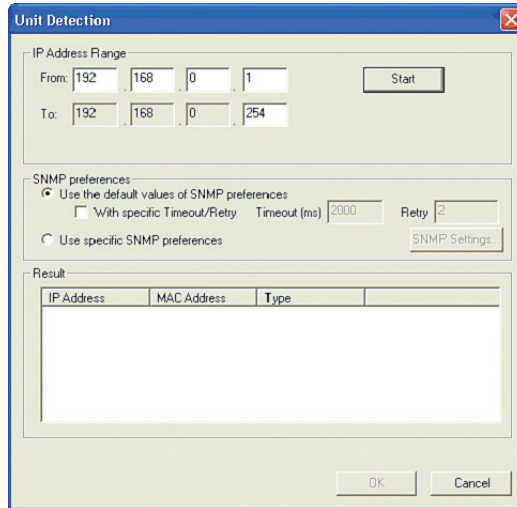 Unit Detection
IP Address Range
From: 192 . 168 . 0 . 1 Start
To: 192 . 168 . 0 . 254
SNMP preferences
Use the default values of SNMP preferences
With specific Timeout/Retry Timeout (ms) 2000 Retry 2
Use specific SNMP preferences SNMP Settings...
Result
IP Address MAC Address Type
OK Cancel